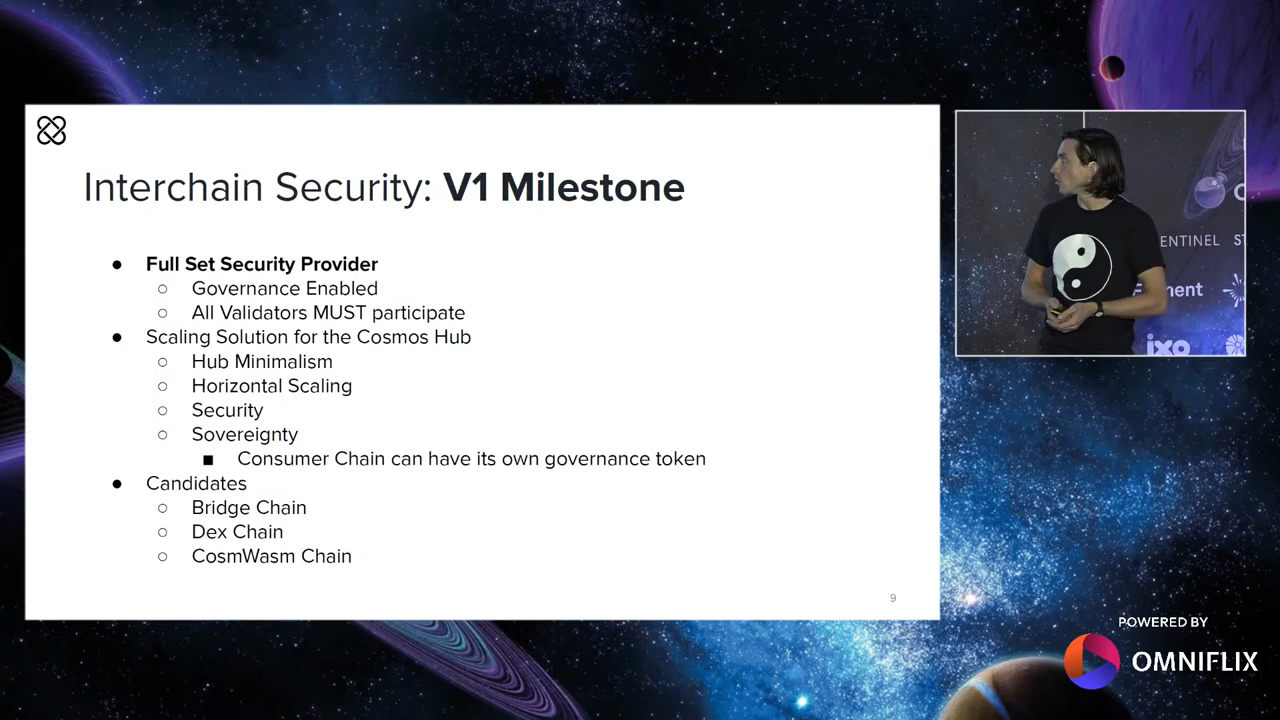 Interchain Security: V1 Milestone
● Full Set Security Provider
○ Governance Enabled
○ All Validators MUST participate
● Scaling Solution for the Cosmos Hub
○ Hub Minimalism
○ Horizontal Scaling
○ Security
○ Sovereignty
■ Consumer Chain can have its own governance token
● Candidates
○ Bridge Chain
○ Dex Chain
○ CosmWasm Chain
9
ENTINEL ST
ment
ixo
POWERED BY
OMNIFLIX